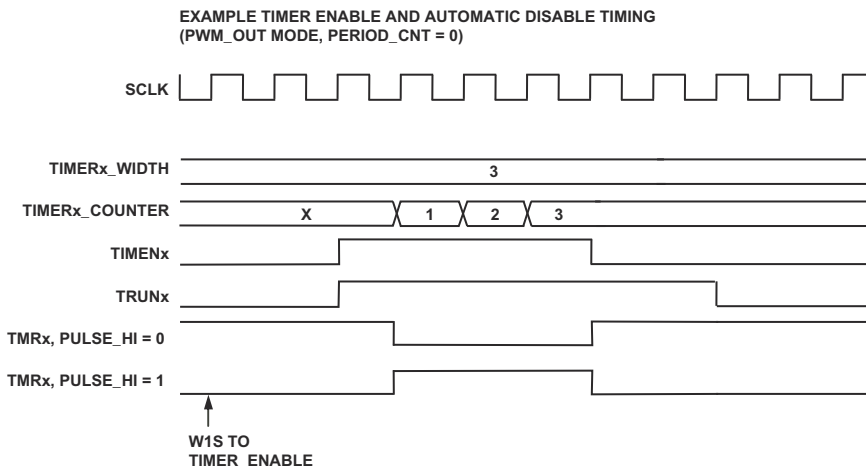 EXAMPLE TIMER ENABLE AND AUTOMATIC DISABLE TIMING
(PWM_OUT MODE, PERIOD_CNT = 0)
SCLK
TIMERx_WIDTH
3
TIMERx_COUNTER
X
1
2
3
TIMENx
TRUNx
TMRx, PULSE_HI = 0
TMRx, PULSE_HI = 1
W1S TO
TIMER_ENABLE